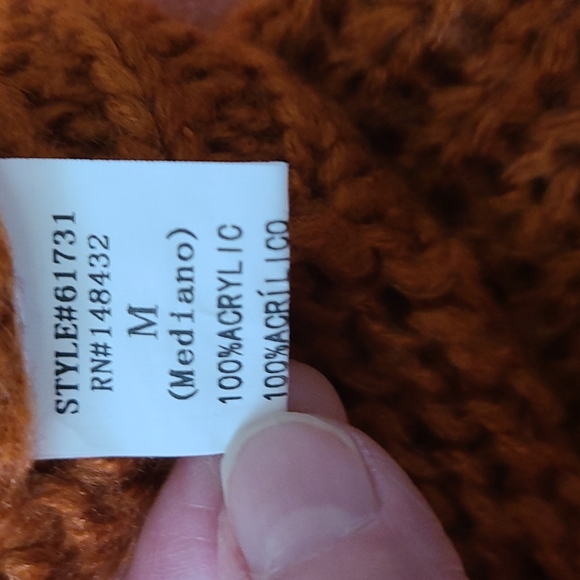 STYLE#61731
RN#148432
M
(Mediano)
100%ACRYLIC
100%ACRÍLICO